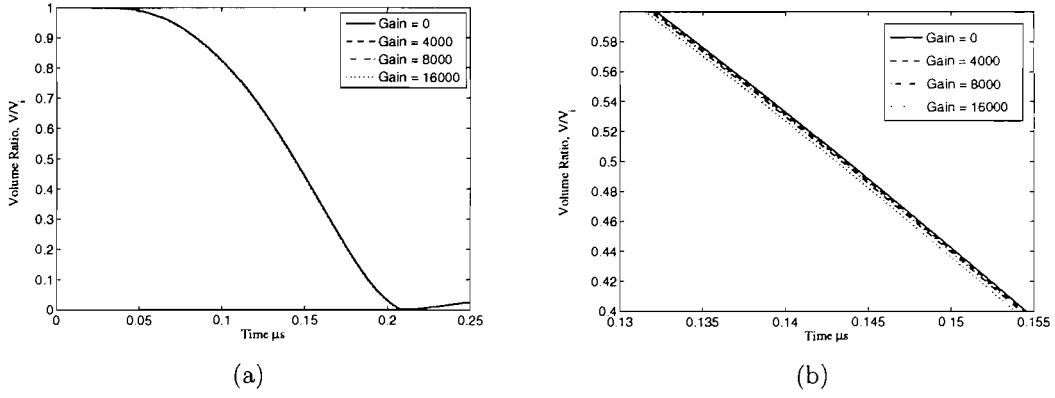 1
0.9
0.8
0.7
0.6
0.5
0.4
0.3
0.2
0.1
0
Volume Ratio, V/Vi
0
0.05
0.1
0.15
0.2
0.25
Time μs
Gain = 0
Gain = 4000
Gain = 8000
Gain = 16000
(a)
0.58
0.56
0.54
0.52
0.5
0.48
0.46
0.44
0.42
0.4
Volume Ratio, V/Vi
0.13
0.135
0.14
0.145
0.15
0.155
Time μs
Gain = 0
Gain = 4000
Gain = 8000
Gain = 16000
(b)